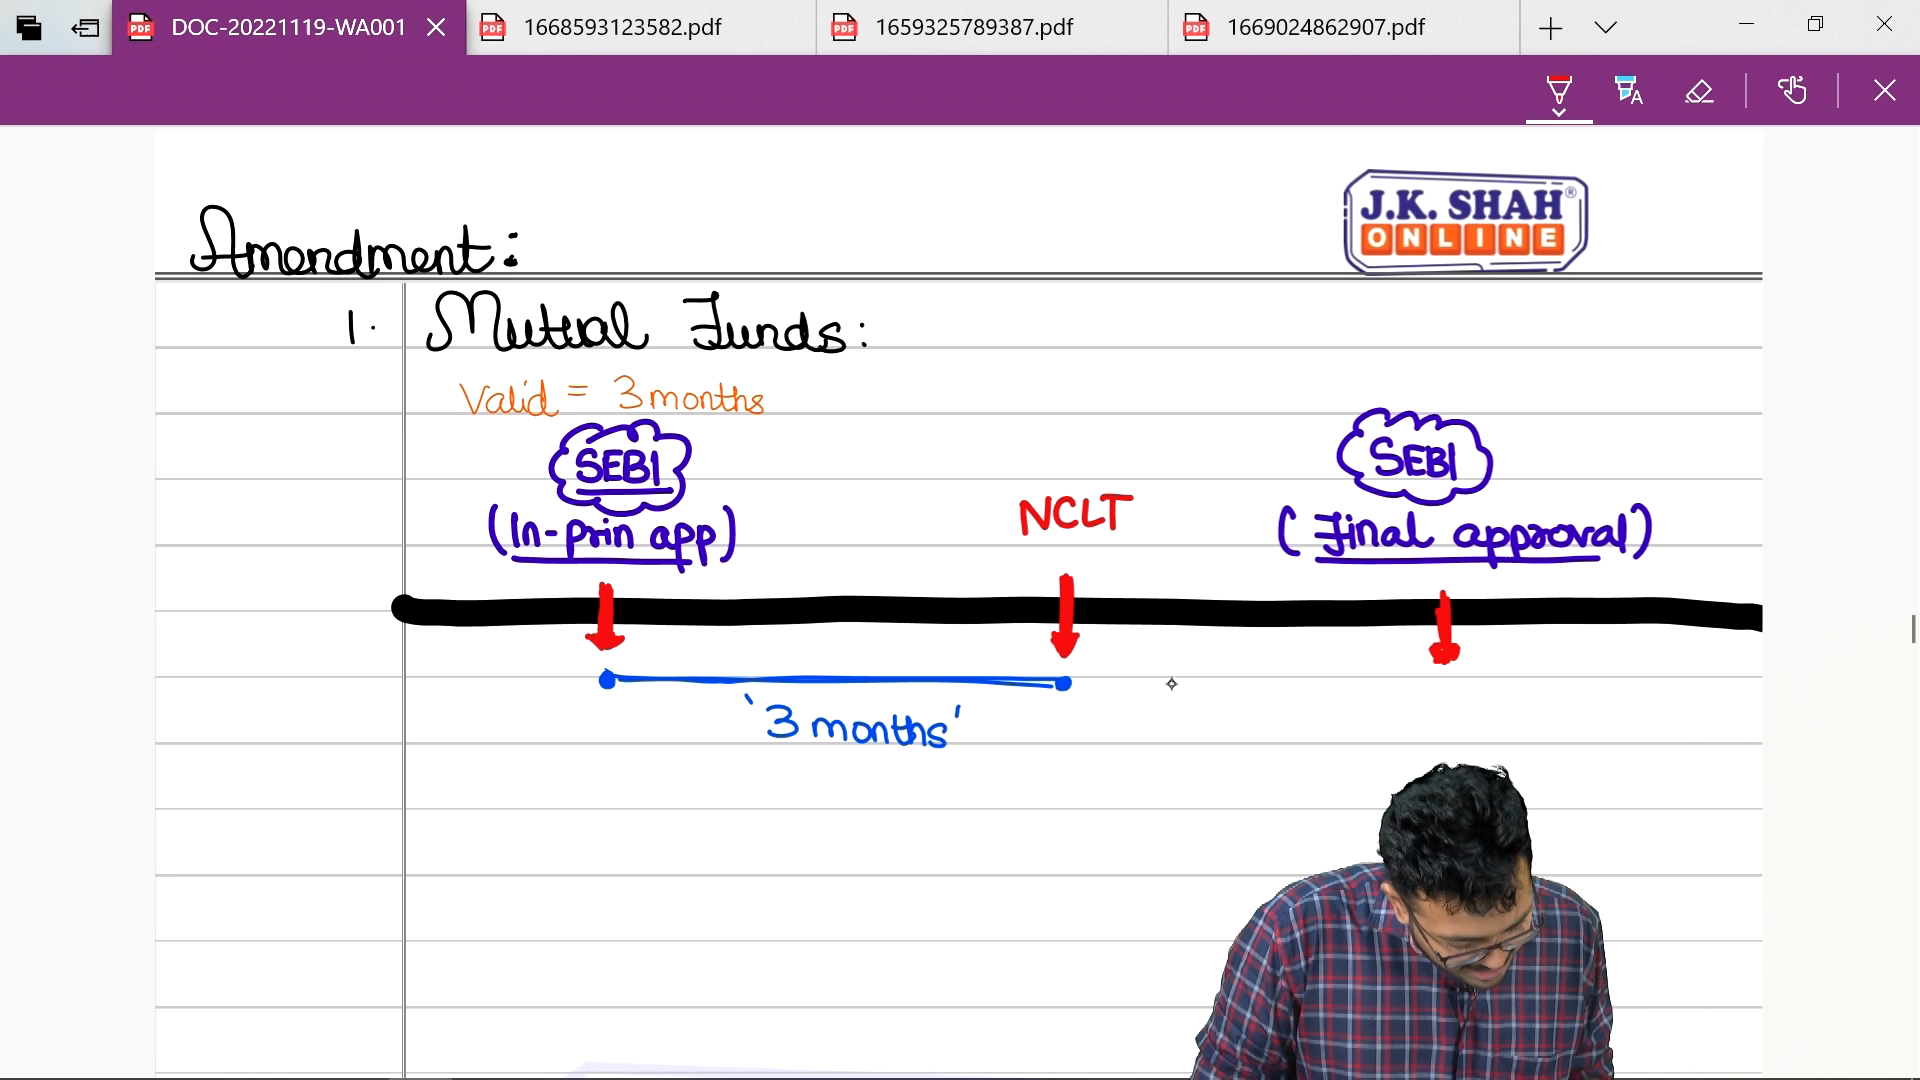 DOC-20221119-WA001
1668593123582.pdf
1659325789387.pdf
1669024862907.pdf
Amendment:
J.K. SHAH®
ONLINE
1. Mutual Funds:
Valid = 3 months
SEBI
(In-prin app)
NCLT
SEBI
(Final approval)
'3 months'